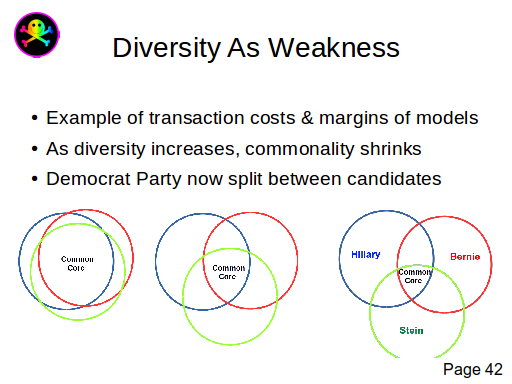 Diversity As Weakness
• Example of transaction costs & margins of models
• As diversity increases, commonality shrinks
• Democrat Party now split between candidates
Common
Core
Common
Core
Hillary
Bernie
Common
Core
Stein
Page 42